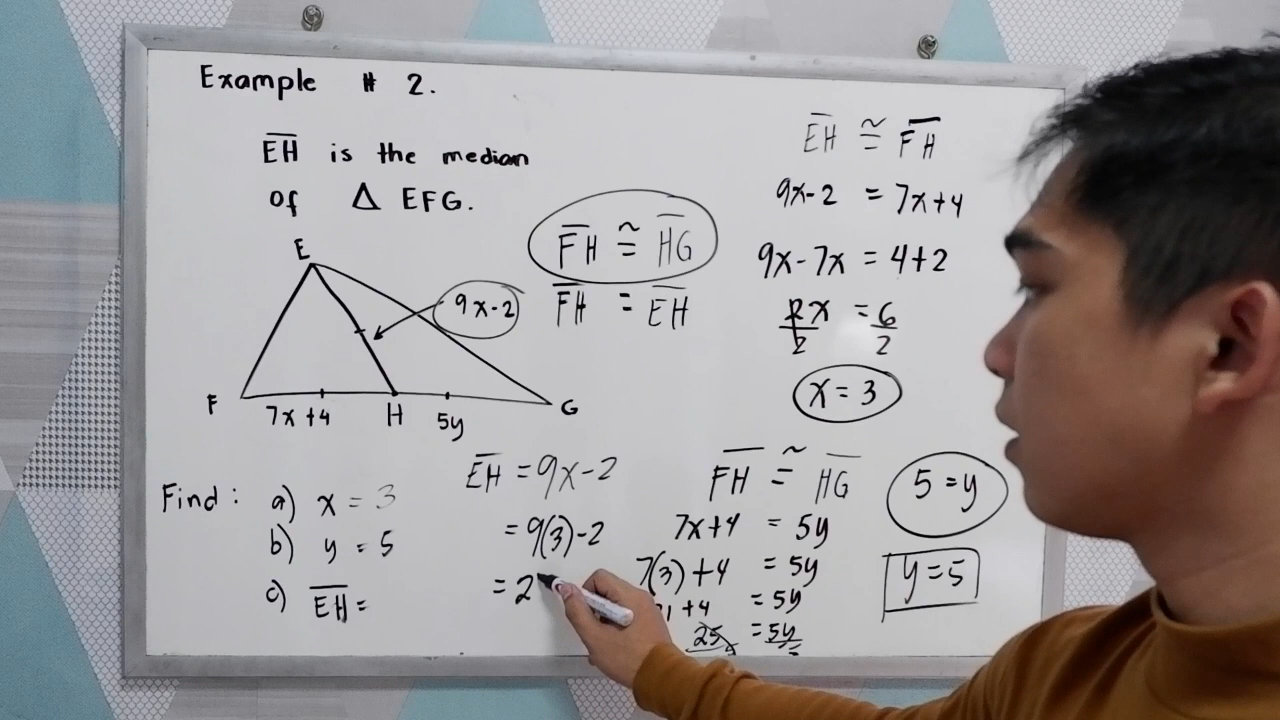 Example # 2.
EH is the median
of △ EFG.
E
9x-2
F
7x+4
H
5y
G
FH ≅ HG
FH = EH
EH ≅ FH
9x-2 = 7x+4
9x-7x = 4+2
2x = 6
2 2
x = 3
Find : a) x = 3
b) y = 5
c) EH =
EH = 9x-2
= 9(3)-2
= 2
FH ≅ HG
7x+4 = 5y
7(3)+4 = 5y
+4 = 5y
25 = 5y
5 = y
y = 5